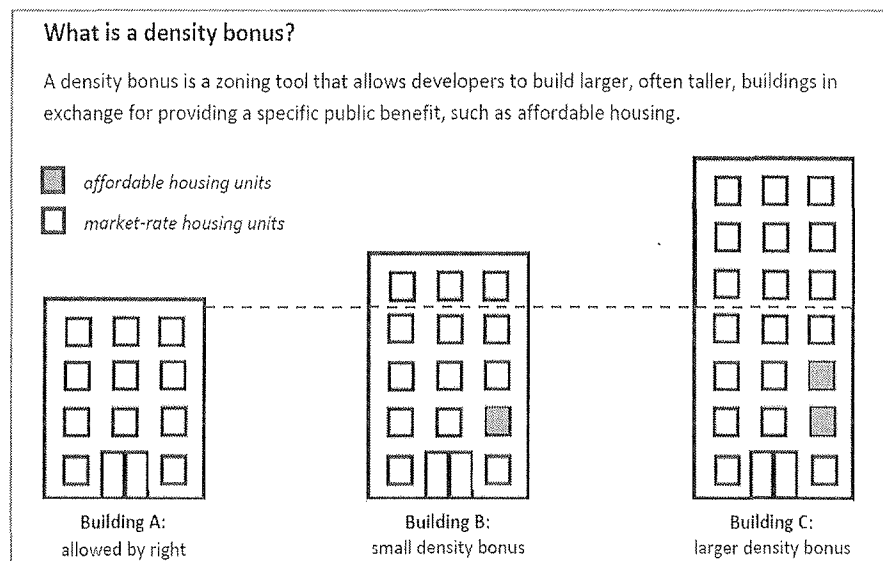 What is a density bonus?
A density bonus is a zoning tool that allows developers to build larger, often taller, buildings in
exchange for providing a specific public benefit, such as affordable housing.
affordable housing units
market-rate housing units
Building A:
allowed by right
Building B:
small density bonus
Building C:
larger density bonus